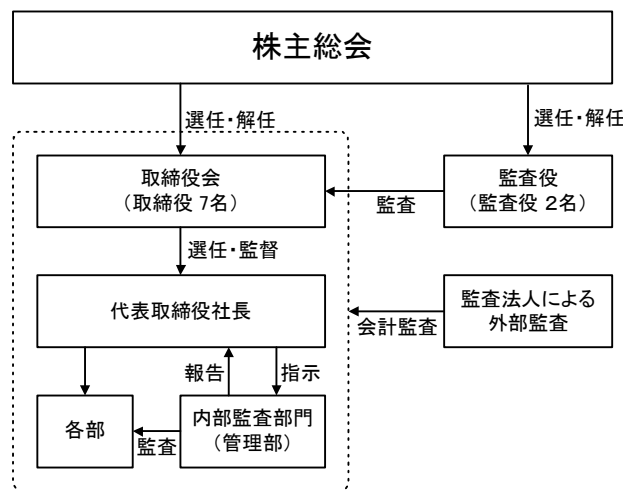 株主総会
選任・解任
選任・解任
取締役会
（取締役 7名）
監査
監査役
（監査役 2名）
選任・監督
代表取締役社長
会計監査
監査法人による
外部監査
報告
指示
各部
監査
内部監査部門
（管理部）